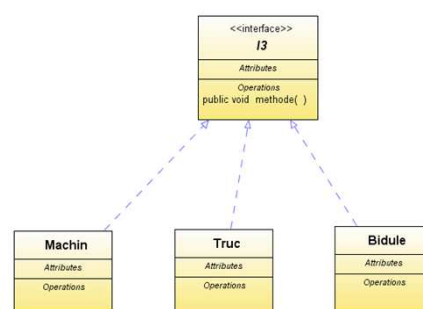 <<interface>>
I3
Attributes
Operations
public void methode( )
Machin
Attributes
Operations
Truc
Attributes
Operations
Bidule
Attributes
Operations